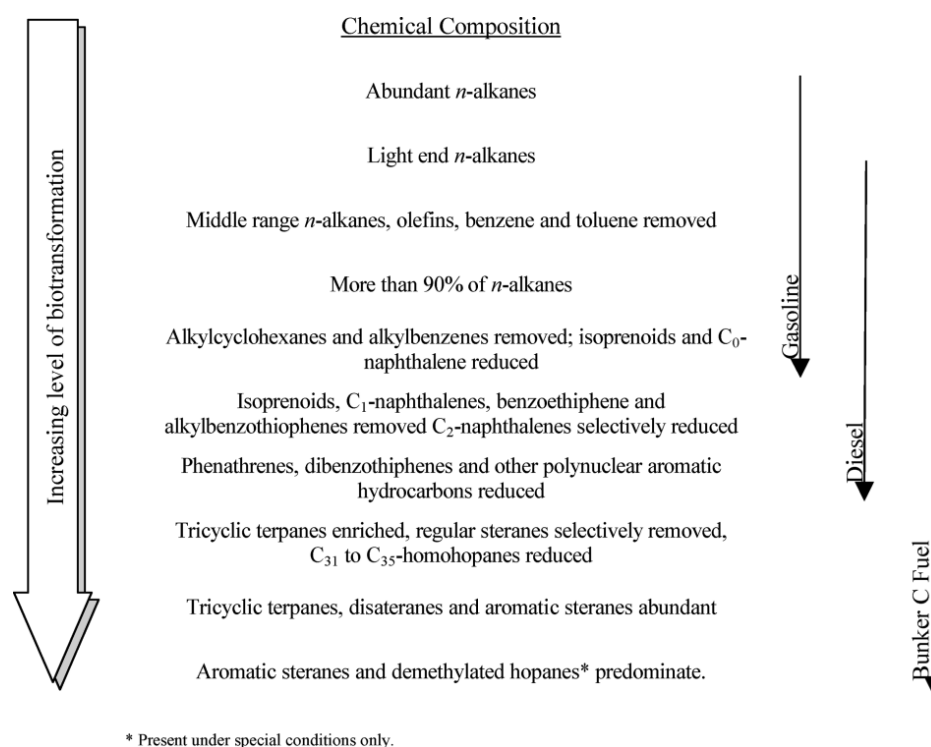 Chemical Composition
Abundant n-alkanes
Light end n-alkanes
Middle range n-alkanes, olefins, benzene and toluene removed
More than 90% of n-alkanes
Alkylcyclohexanes and alkylbenzenes removed; isoprenoids and C₀-
naphthalene reduced
Isoprenoids, C₁-naphthalenes, benzoethiphene and
alkylbenzothiophenes removed C₂-naphthalenes selectively reduced
Phenathrenes, dibenzothiphenes and other polynuclear aromatic
hydrocarbons reduced
Tricyclic terpanes enriched, regular steranes selectively removed,
C₃₁ to C₃₅-homohopanes reduced
Tricyclic terpanes, disateranes and aromatic steranes abundant
Aromatic steranes and demethylated hopanes* predominate.
Increasing level of biotransformation
Gasoline
Diesel
Bunker C Fuel
* Present under special conditions only.